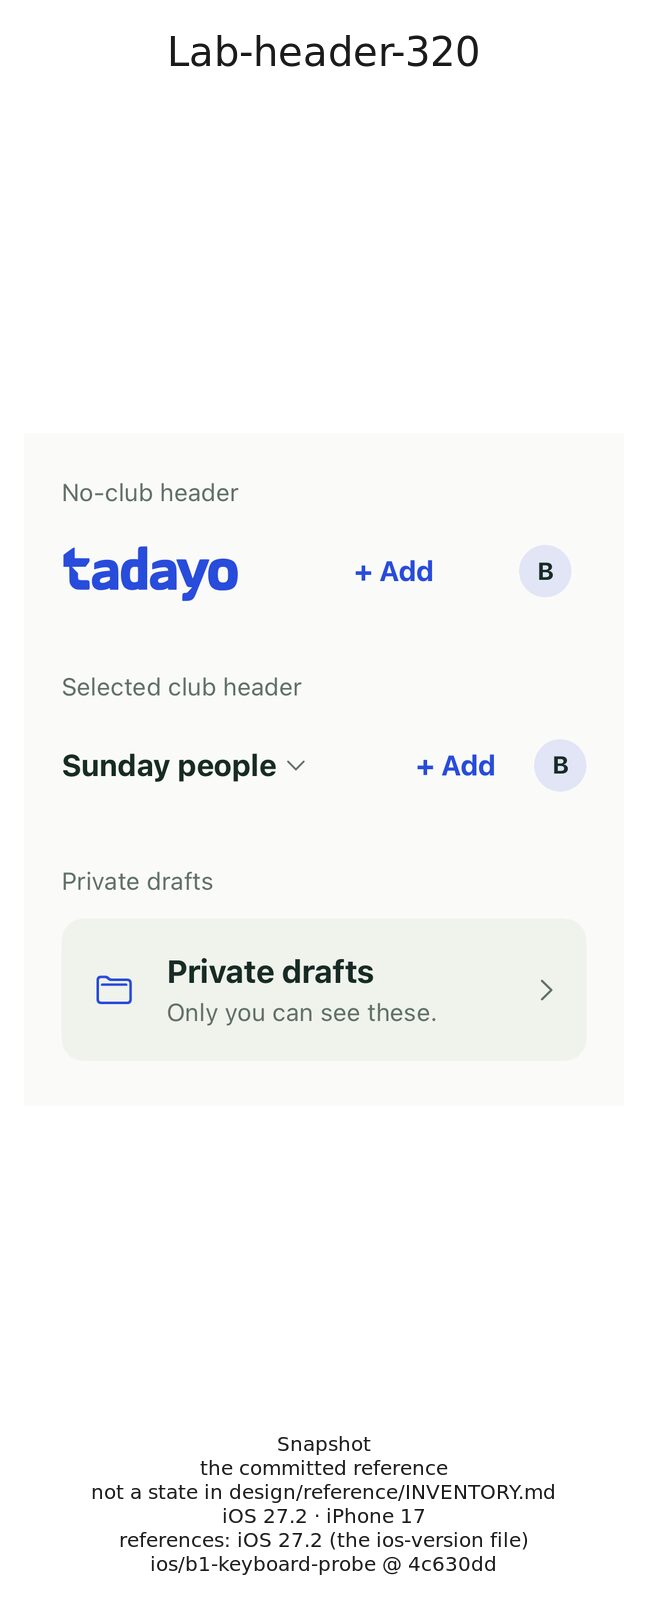 Lab-header-320
No-club header
tadayo
+ Add
B
Selected club header
Sunday people
+ Add
B
Private drafts
Private drafts
Only you can see these.
Snapshot
the committed reference
not a state in design/reference/INVENTORY.md
iOS 27.2 · iPhone 17
references: iOS 27.2 (the ios-version file)
ios/b1-keyboard-probe @ 4c630dd